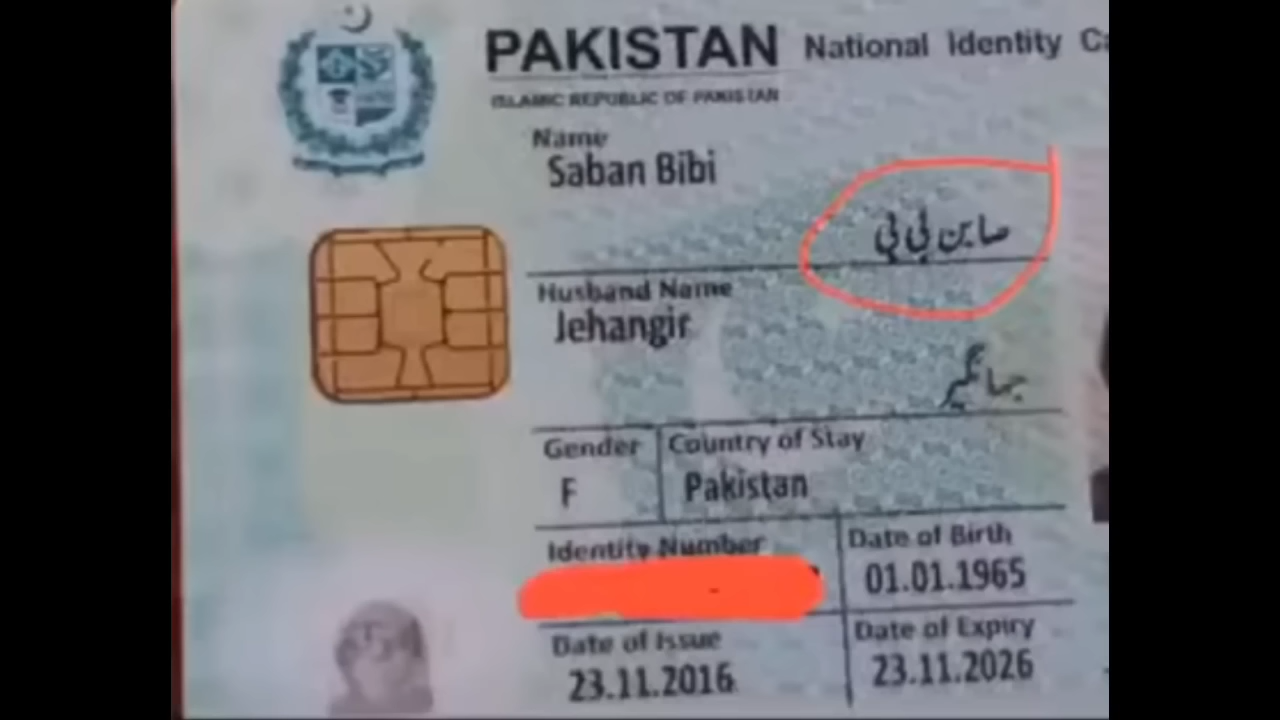 PAKISTAN National Identity
ISLAMIC REPUBLIC OF PAKISTAN
Name
Saban Bibi
صابن بی بی
Husband Name
Jehangir
جہانگیر
Gender Country of Stay
F Pakistan
Identity Number Date of Birth
01.01.1965
Date of Issue Date of Expiry
23.11.2016 23.11.2026